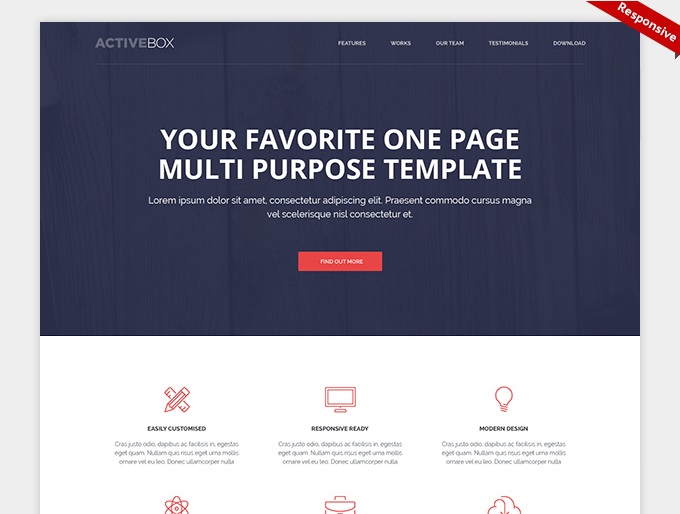 Responsive
ACTIVEBOX
FEATURES
WORKS
OUR TEAM
TESTIMONIALS
DOWNLOAD
YOUR FAVORITE ONE PAGE
MULTI PURPOSE TEMPLATE
Lorem ipsum dolor sit amet, consectetur adipiscing elit. Praesent commodo cursus magna
vel scelerisque nisl consectetur et.
FIND OUT MORE
EASILY CUSTOMISED
Cras justo odio, dapibus ac facilisis in, egestas
eget quam. Nullam quis risus eget urna mollis
ornare vel eu leo. Donec ullamcorper nulla
RESPONSIVE READY
Cras justo odio, dapibus ac facilisis in, egestas
eget quam. Nullam quis risus eget urna mollis
ornare vel eu leo. Donec ullamcorper nulla
MODERN DESIGN
Cras justo odio, dapibus ac facilisis in, egestas
eget quam. Nullam quis risus eget urna mollis
ornare vel eu leo. Donec ullamcorper nulla